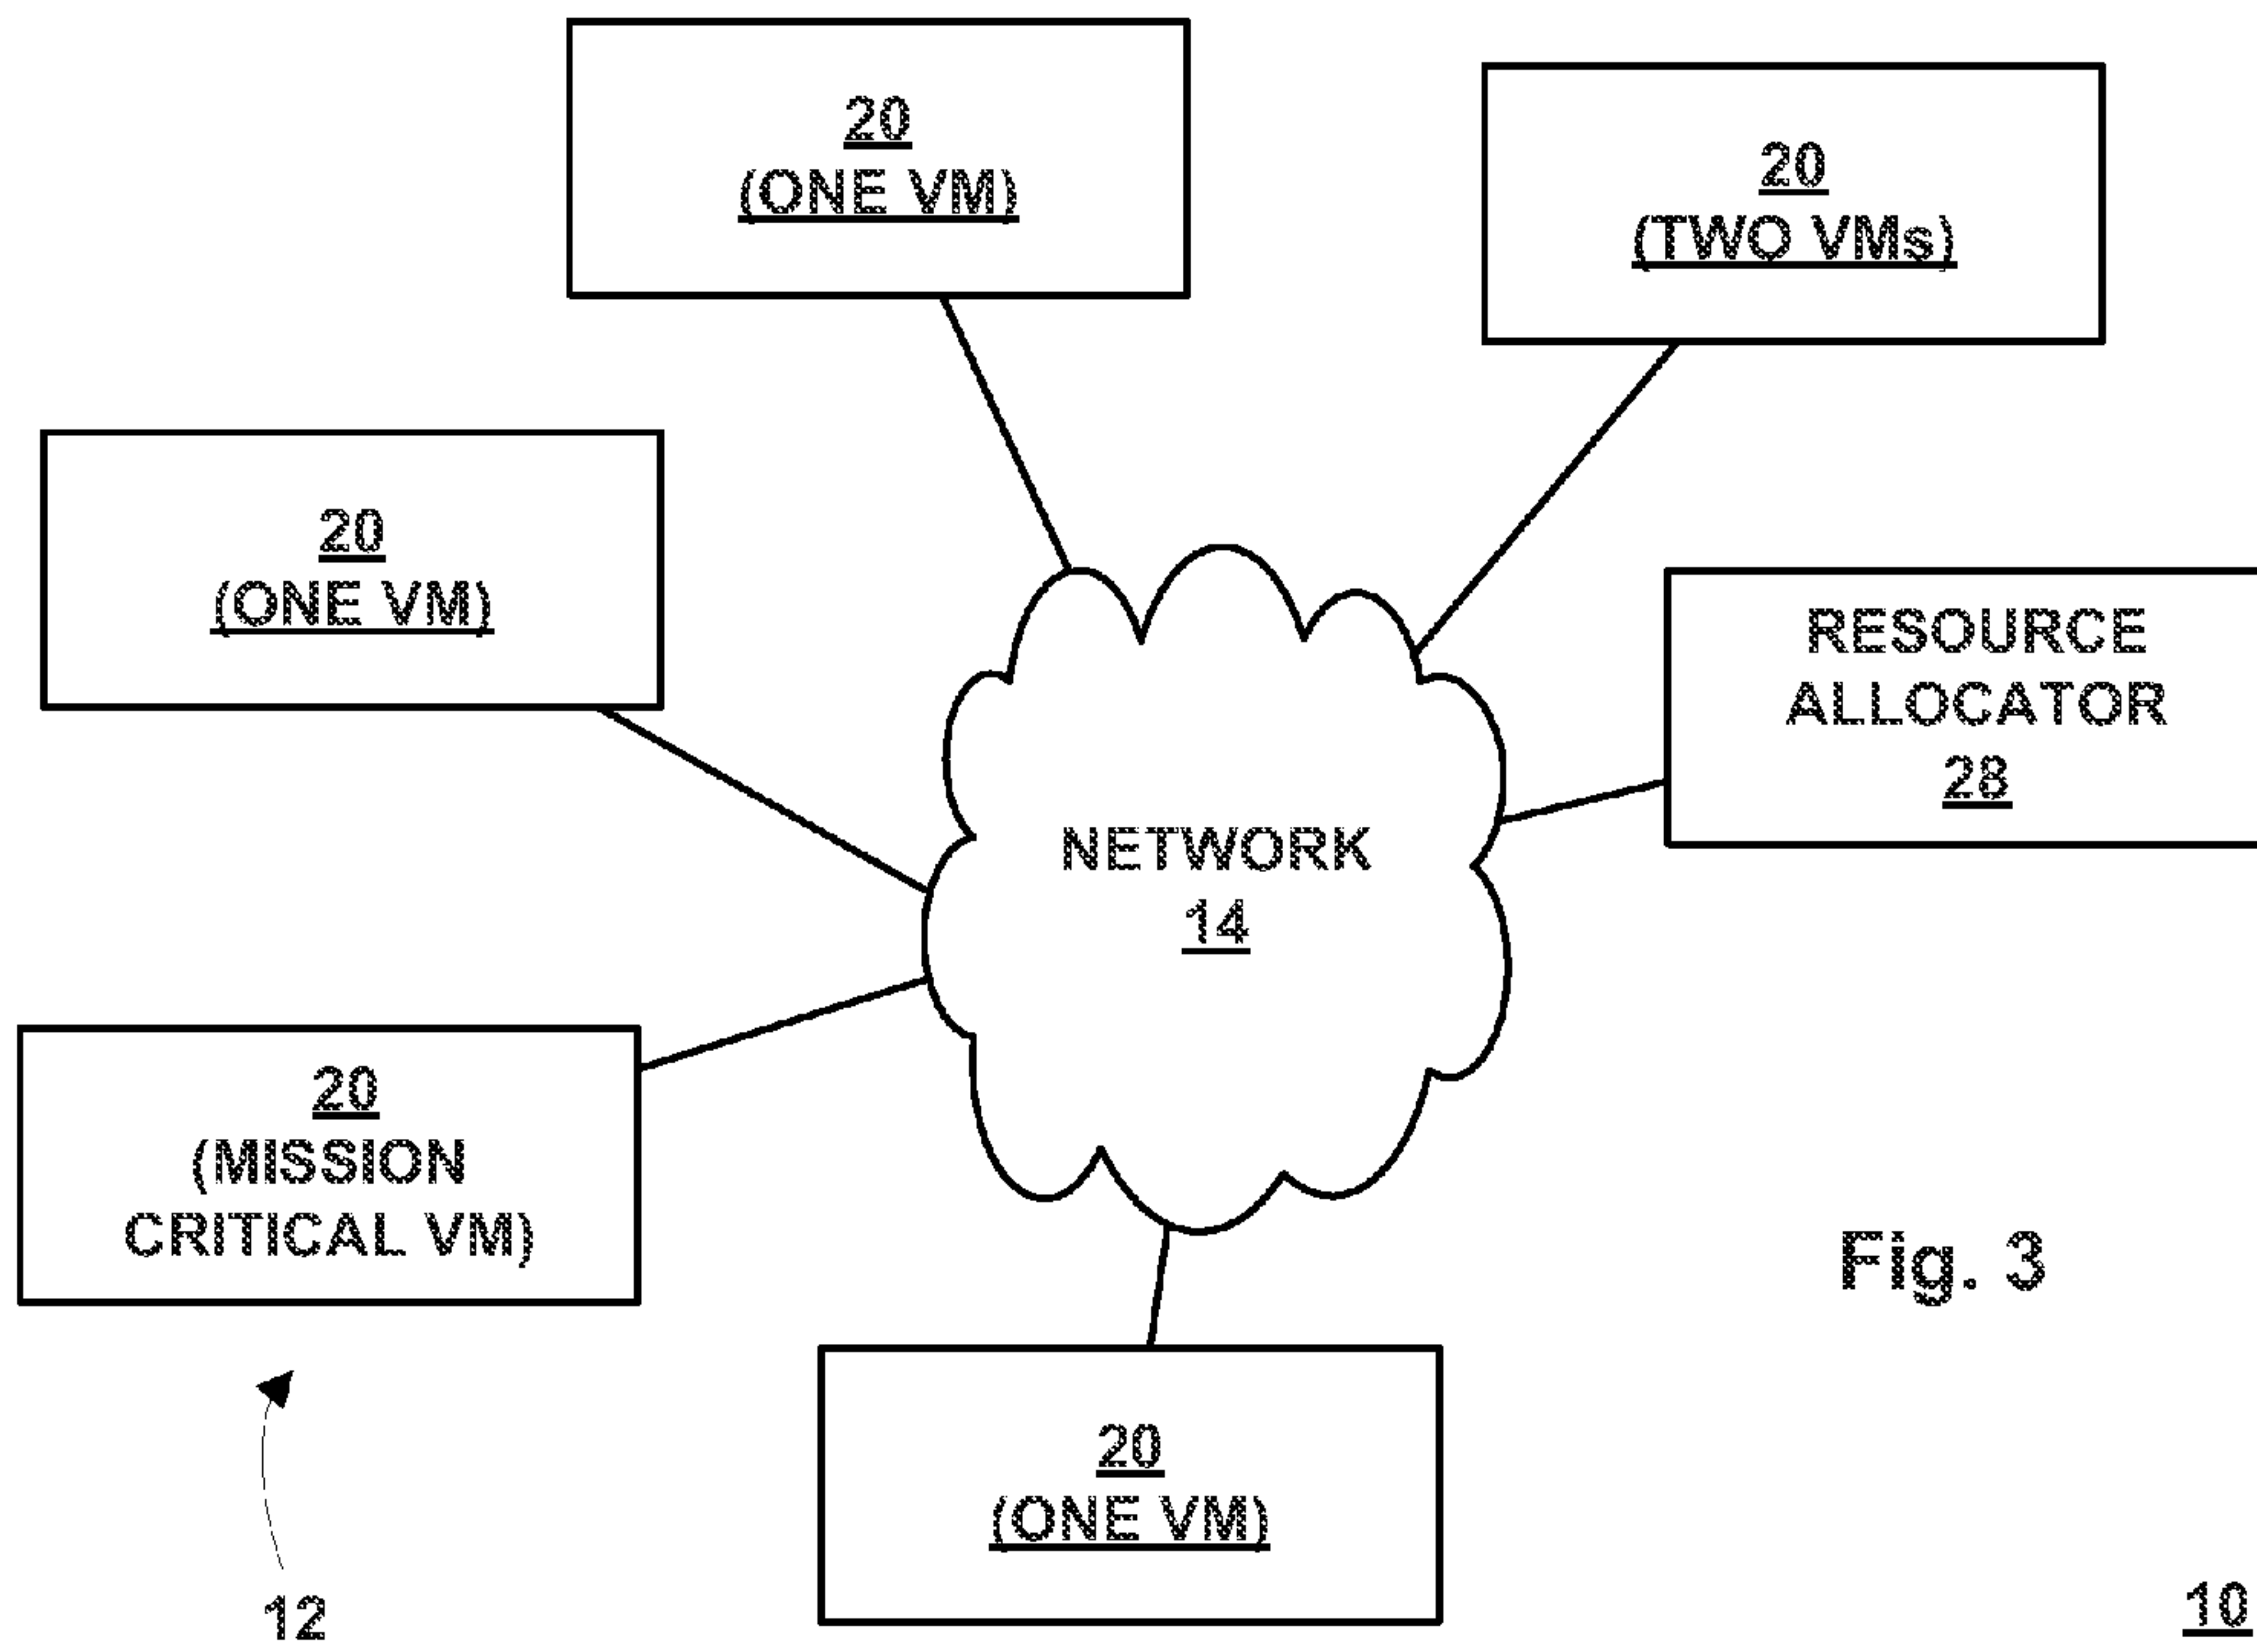 20
(ONE VM)
20
(TWO VMs)
20
(ONE VM)
RESOURCE
ALLOCATOR
28
NETWORK
14
20
(MISSION
CRITICAL VM)
Fig. 3
20
(ONE VM)
12
10